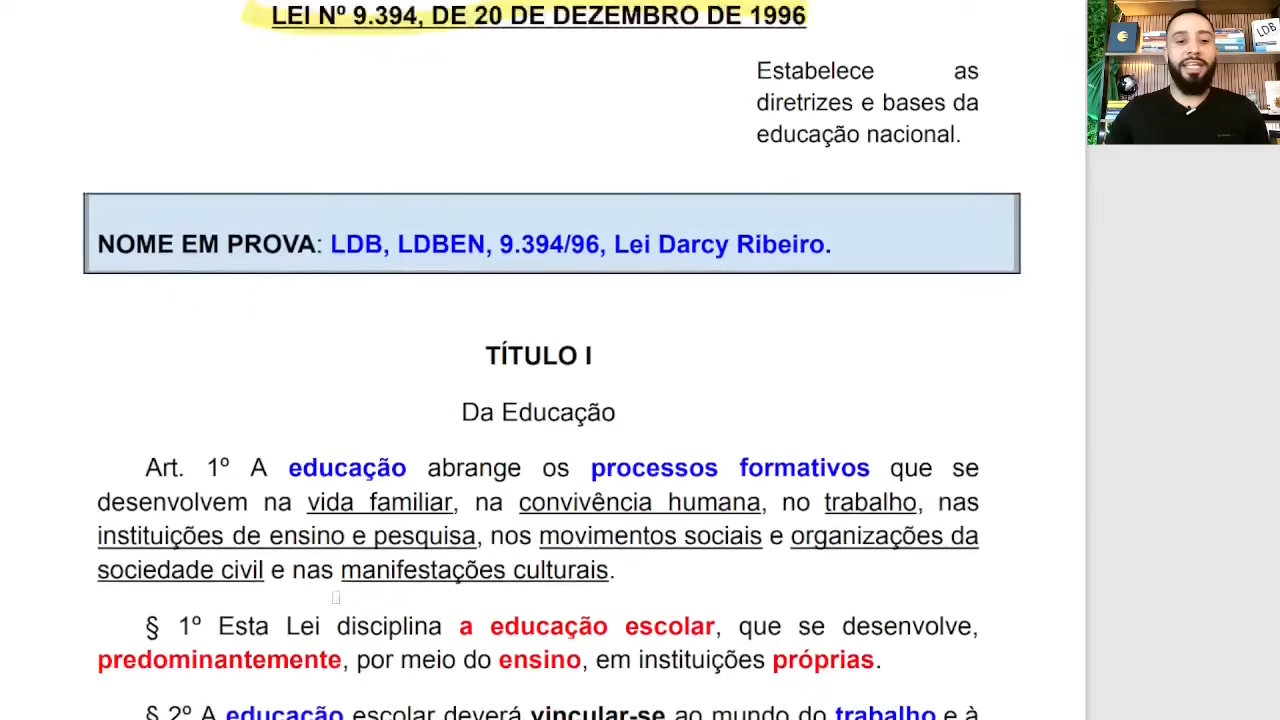 LEI Nº 9.394, DE 20 DE DEZEMBRO DE 1996
Estabelece as
diretrizes e bases da
educação nacional.
NOME EM PROVA: LDB, LDBEN, 9.394/96, Lei Darcy Ribeiro.
TÍTULO I
Da Educação
Art. 1º A educação abrange os processos formativos que se
desenvolvem na vida familiar, na convivência humana, no trabalho, nas
instituições de ensino e pesquisa, nos movimentos sociais e organizações da
sociedade civil e nas manifestações culturais.
§ 1º Esta Lei disciplina a educação escolar, que se desenvolve,
predominantemente, por meio do ensino, em instituições próprias.
§ 2º A educação escolar deverá vincular-se ao mundo do trabalho e à
LDB